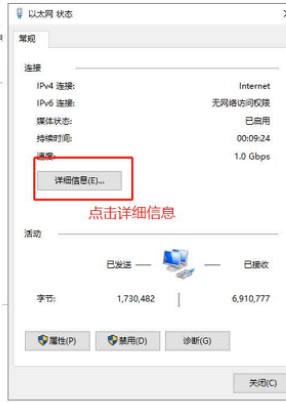 以太网 状态
常规
连接
IPv4 连接: Internet
IPv6 连接: 无网络访问权限
媒体状态: 已启用
持续时间: 00:09:24
速度: 1.0 Gbps
详细信息(E)...
点击详细信息
活动
已发送 — — 已接收
字节: 1,730,482 | 6,910,777
属性(P) 禁用(D) 诊断(G)
关闭(C)